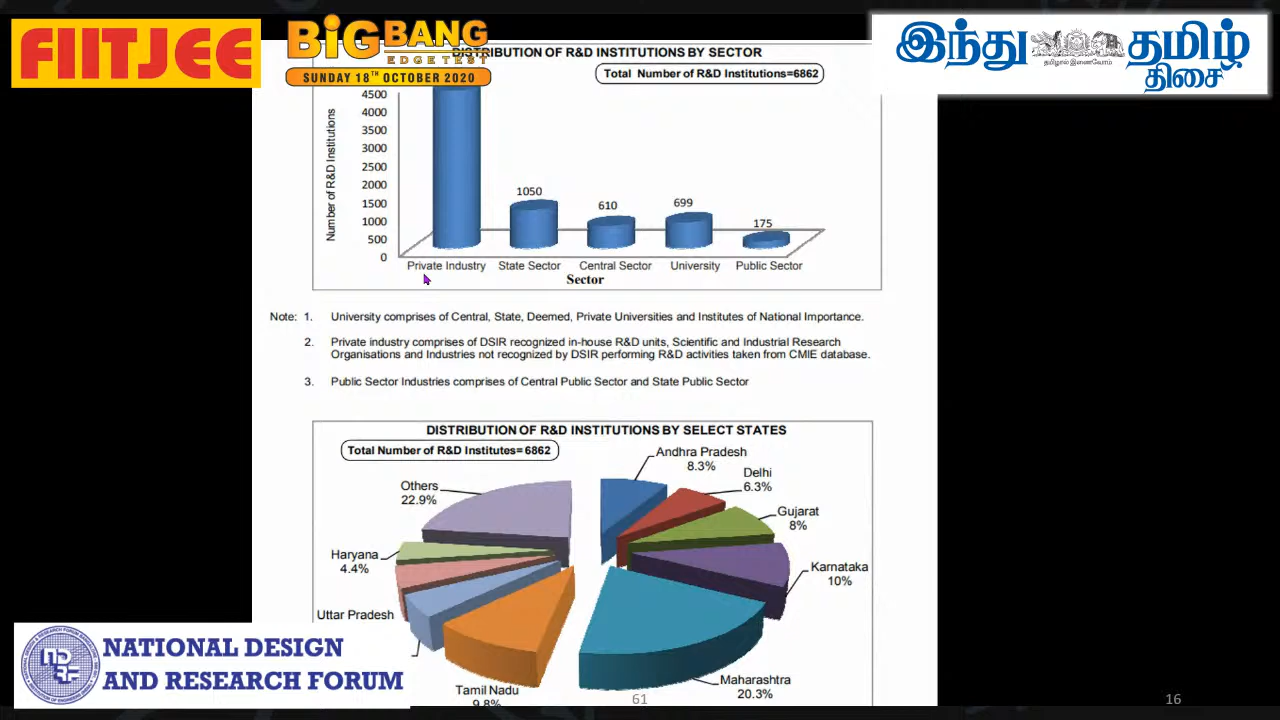 FIITJEE
BiGBANG
EDGE TEST
SUNDAY 18TH OCTOBER 2020
இந்து தமிழ்
தமிழால் இணைவோம்
திசை
DISTRIBUTION OF R&D INSTITUTIONS BY SECTOR
Total Number of R&D Institutions=6862
Number of R&D Institutions
4500
4000
3500
3000
2500
2000
1500
1000
500
0
1050
610
699
175
Private Industry State Sector Central Sector University Public Sector
Sector
Note: 1. University comprises of Central, State, Deemed, Private Universities and Institutes of National Importance.
2. Private industry comprises of DSIR recognized in-house R&D units, Scientific and Industrial Research
Organisations and Industries not recognized by DSIR performing R&D activities taken from CMIE database.
3. Public Sector Industries comprises of Central Public Sector and State Public Sector
DISTRIBUTION OF R&D INSTITUTIONS BY SELECT STATES
Total Number of R&D Institutes= 6862
Andhra Pradesh
8.3%
Delhi
6.3%
Gujarat
8%
Karnataka
10%
Maharashtra
20.3%
Tamil Nadu
9.8%
Uttar Pradesh
Haryana
4.4%
Others
22.9%
NATIONAL DESIGN
AND RESEARCH FORUM
61
16